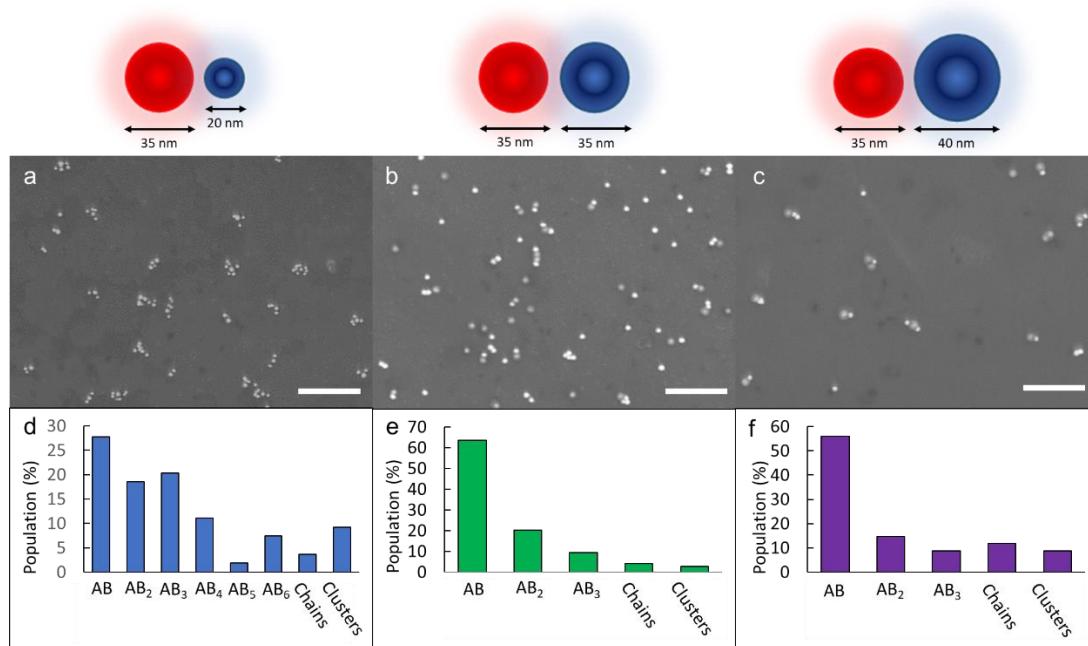 20 nm
35 nm
35 nm
35 nm
35 nm
40 nm
a
b
c
d
Population (%)
30
25
20
15
10
5
0
AB
AB₂
AB₃
AB₄
AB₅
AB₆
Chains
Clusters
e
Population (%)
70
60
50
40
30
20
10
0
AB
AB₂
AB₃
Chains
Clusters
f
Population (%)
60
50
40
30
20
10
0
AB
AB₂
AB₃
Chains
Clusters